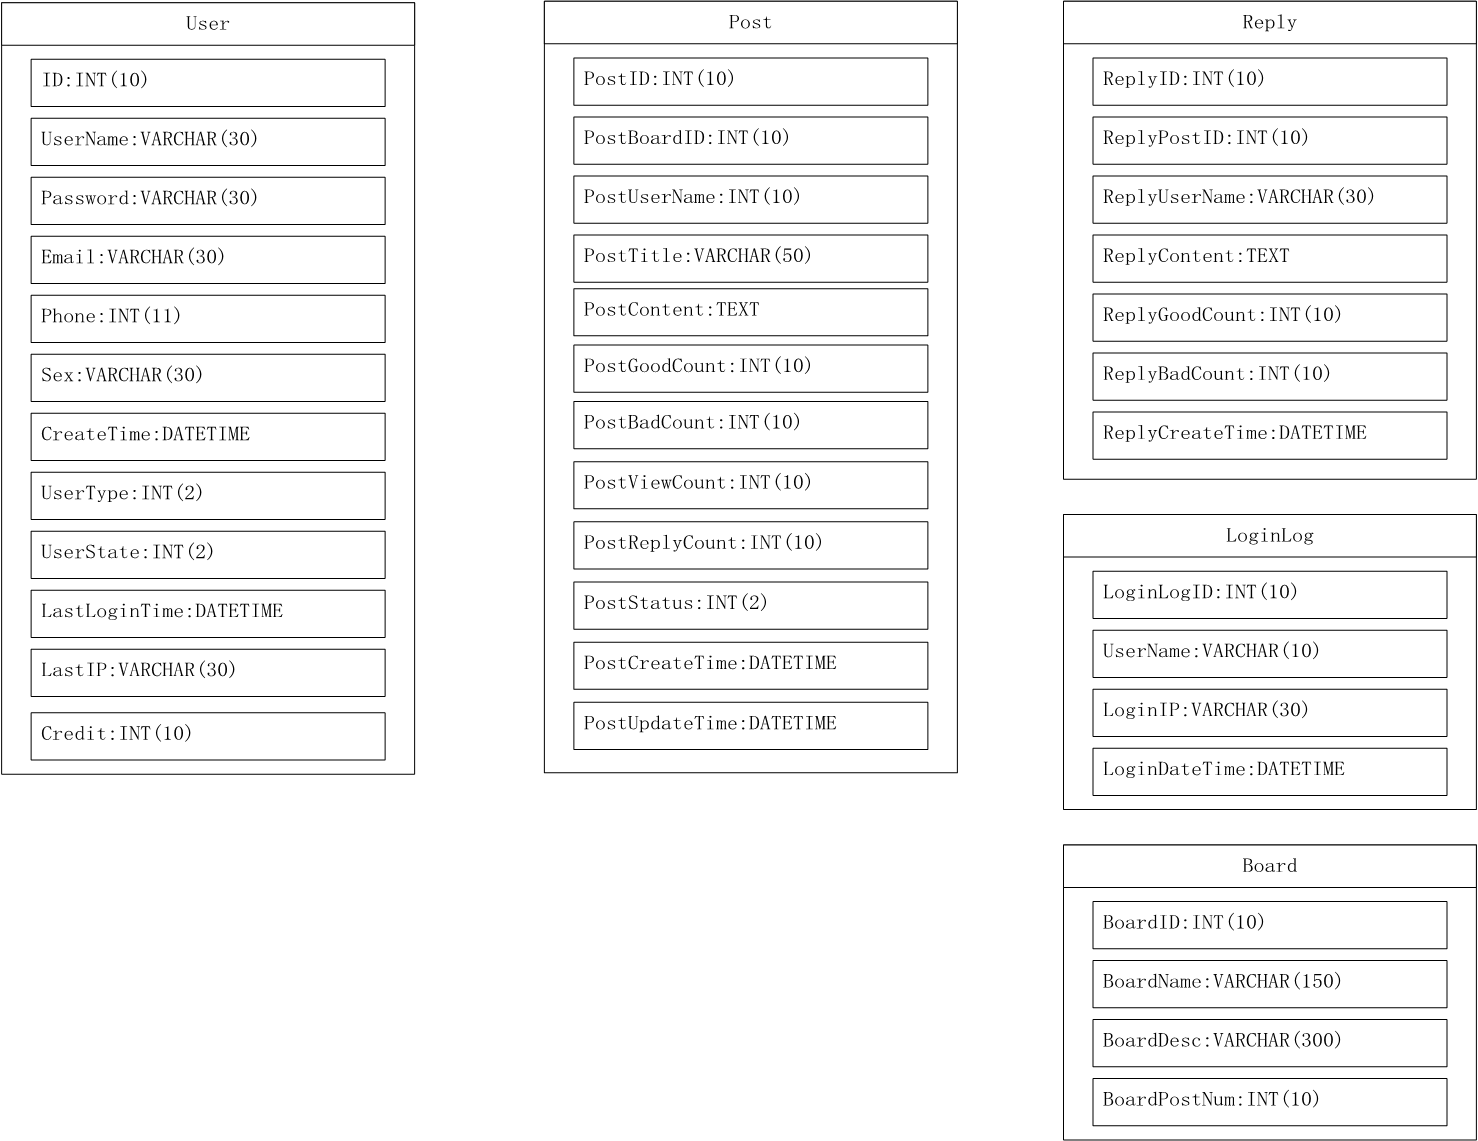 User
ID:INT(10)
UserName:VARCHAR(30)
Password:VARCHAR(30)
Email:VARCHAR(30)
Phone:INT(11)
Sex:VARCHAR(30)
CreateTime:DATETIME
UserType:INT(2)
UserState:INT(2)
LastLoginTime:DATETIME
LastIP:VARCHAR(30)
Credit:INT(10)
Post
PostID:INT(10)
PostBoardID:INT(10)
PostUserName:INT(10)
PostTitle:VARCHAR(50)
PostContent:TEXT
PostGoodCount:INT(10)
PostBadCount:INT(10)
PostViewCount:INT(10)
PostReplyCount:INT(10)
PostStatus:INT(2)
PostCreateTime:DATETIME
PostUpdateTime:DATETIME
Reply
ReplyID:INT(10)
ReplyPostID:INT(10)
ReplyUserName:VARCHAR(30)
ReplyContent:TEXT
ReplyGoodCount:INT(10)
ReplyBadCount:INT(10)
ReplyCreateTime:DATETIME
LoginLog
LoginLogID:INT(10)
UserName:VARCHAR(10)
LoginIP:VARCHAR(30)
LoginDateTime:DATETIME
Board
BoardID:INT(10)
BoardName:VARCHAR(150)
BoardDesc:VARCHAR(300)
BoardPostNum:INT(10)